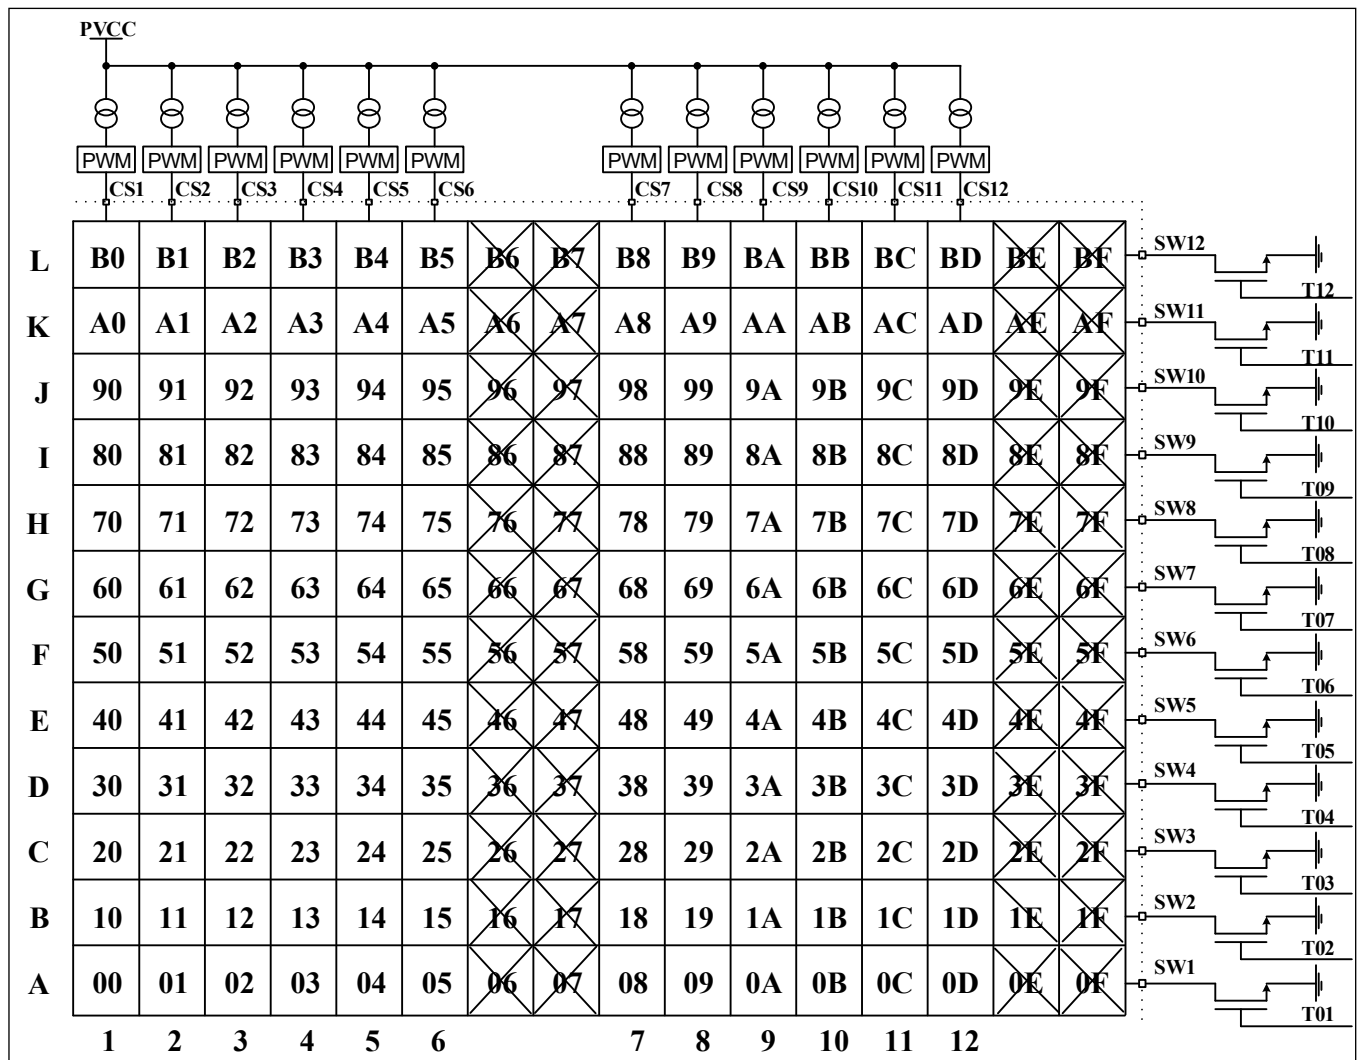 PVCC
PWM PWM PWM PWM PWM PWM PWM PWM PWM PWM PWM PWM
CS1 CS2 CS3 CS4 CS5 CS6 CS7 CS8 CS9 CS10 CS11 CS12
L B0 B1 B2 B3 B4 B5 B6 B7 B8 B9 BA BB BC BD BE BF SW12
T12
K A0 A1 A2 A3 A4 A5 A6 A7 A8 A9 AA AB AC AD AE AF SW11
T11
J 90 91 92 93 94 95 96 97 98 99 9A 9B 9C 9D 9E 9F SW10
T10
I 80 81 82 83 84 85 86 87 88 89 8A 8B 8C 8D 8E 8F SW9
T09
H 70 71 72 73 74 75 76 77 78 79 7A 7B 7C 7D 7E 7F SW8
T08
G 60 61 62 63 64 65 66 67 68 69 6A 6B 6C 6D 6E 6F SW7
T07
F 50 51 52 53 54 55 56 57 58 59 5A 5B 5C 5D 5E 5F SW6
T06
E 40 41 42 43 44 45 46 47 48 49 4A 4B 4C 4D 4E 4F SW5
T05
D 30 31 32 33 34 35 36 37 38 39 3A 3B 3C 3D 3E 3F SW4
T04
C 20 21 22 23 24 25 26 27 28 29 2A 2B 2C 2D 2E 2F SW3
T03
B 10 11 12 13 14 15 16 17 18 19 1A 1B 1C 1D 1E 1F SW2
T02
A 00 01 02 03 04 05 06 07 08 09 0A 0B 0C 0D 0E 0F SW1
T01
1 2 3 4 5 6 7 8 9 10 11 12